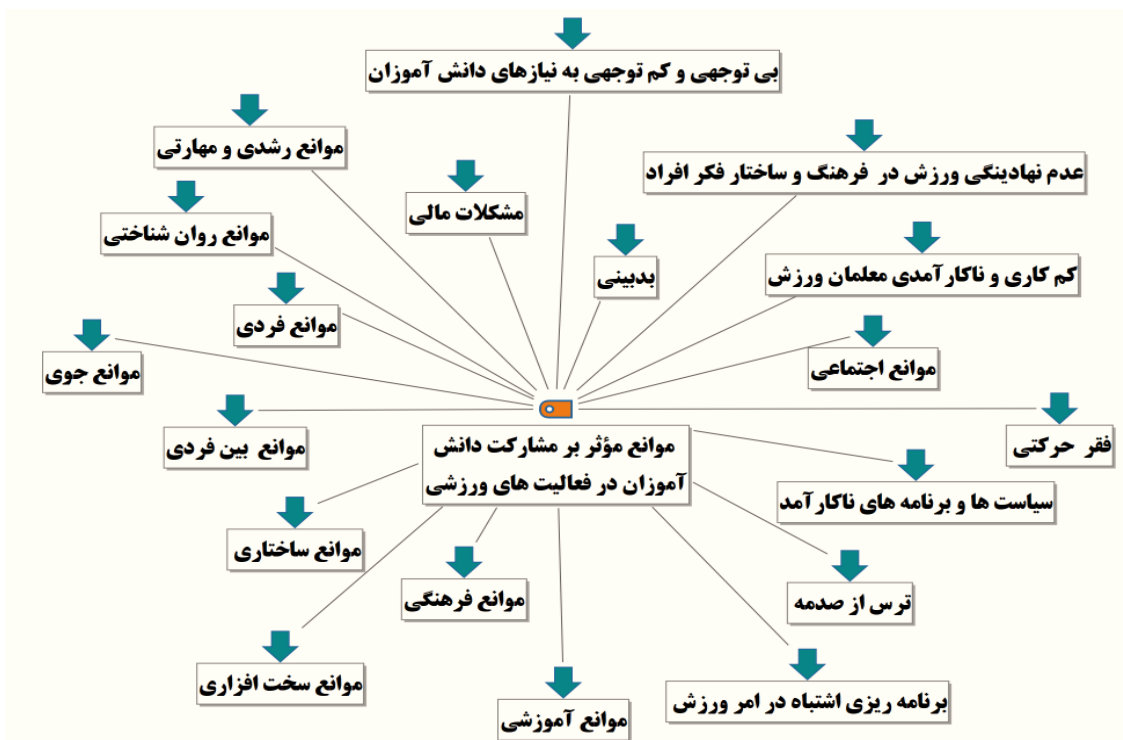 بی توجهی و کم توجهی به نیازهای دانش آموزان
موانع رشدی و مهارتی
عدم نهادینگی ورزش در فرهنگ و ساختار فکر افراد
مشکلات مالی
موانع روان شناختی
کم کاری و ناکارآمدی معلمان ورزش
بدبینی
موانع فردی
موانع اجتماعی
موانع جوی
فقر حرکتی
موانع بین فردی
موانع مؤثر بر مشارکت دانش
آموزان در فعالیت های ورزشی
سیاست ها و برنامه های ناکارآمد
موانع ساختاری
موانع فرهنگی
ترس از صدمه
موانع سخت افزاری
برنامه ریزی اشتباه در امر ورزش
موانع آموزشی